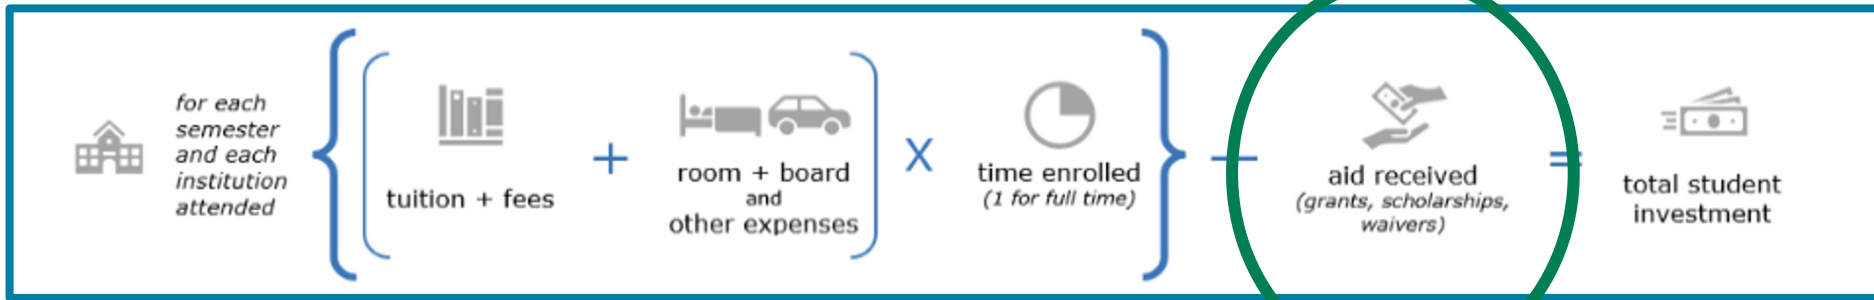 for each
semester
and each
institution
attended
tuition + fees
+
room + board
and
other expenses
X
time enrolled
(1 for full time)
—
aid received
(grants, scholarships,
waivers)
=
total student
investment